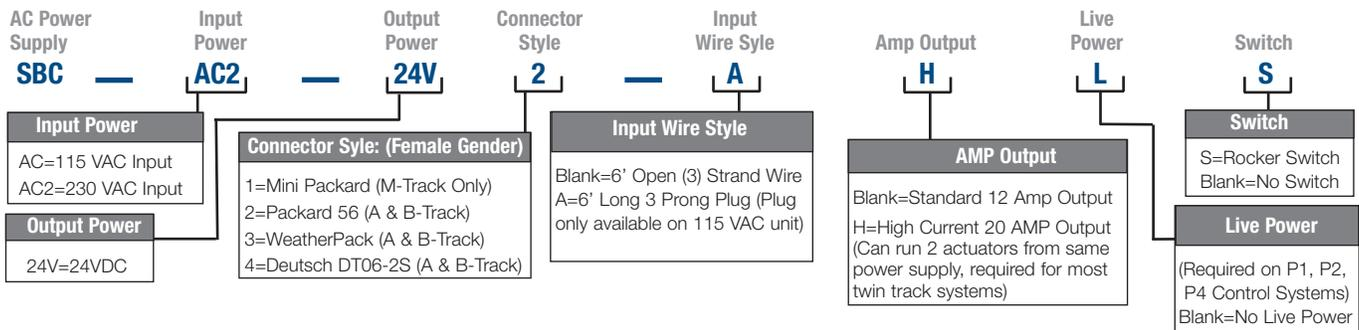 AC Power Supply
Input Power
Output Power
Connector Style
Input Wire Syle
Amp Output
Live Power
Switch
SBC — AC2 — 24V 2 — A H L S
Input Power
AC=115 VAC Input
AC2=230 VAC Input
Output Power
24V=24VDC
Connector Syle: (Female Gender)
1=Mini Packard (M-Track Only)
2=Packard 56 (A & B-Track)
3=WeatherPack (A & B-Track)
4=Deutsch DT06-2S (A & B-Track)
Input Wire Style
Blank=6’ Open (3) Strand Wire
A=6’ Long 3 Prong Plug (Plug
only available on 115 VAC unit)
AMP Output
Blank=Standard 12 Amp Output
H=High Current 20 AMP Output
(Can run 2 actuators from same
power supply, required for most
twin track systems)
Switch
S=Rocker Switch
Blank=No Switch
Live Power
(Required on P1, P2,
P4 Control Systems)
Blank=No Live Power